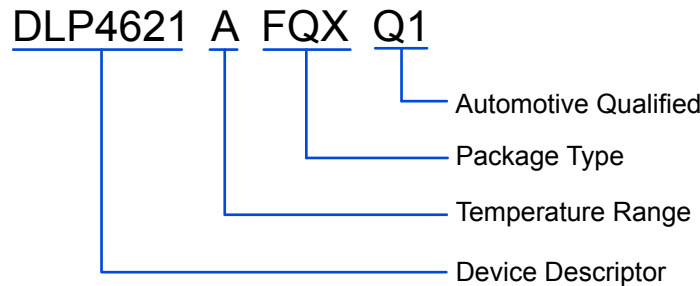 DLP4621 A FQX Q1
Automotive Qualified
Package Type
Temperature Range
Device Descriptor